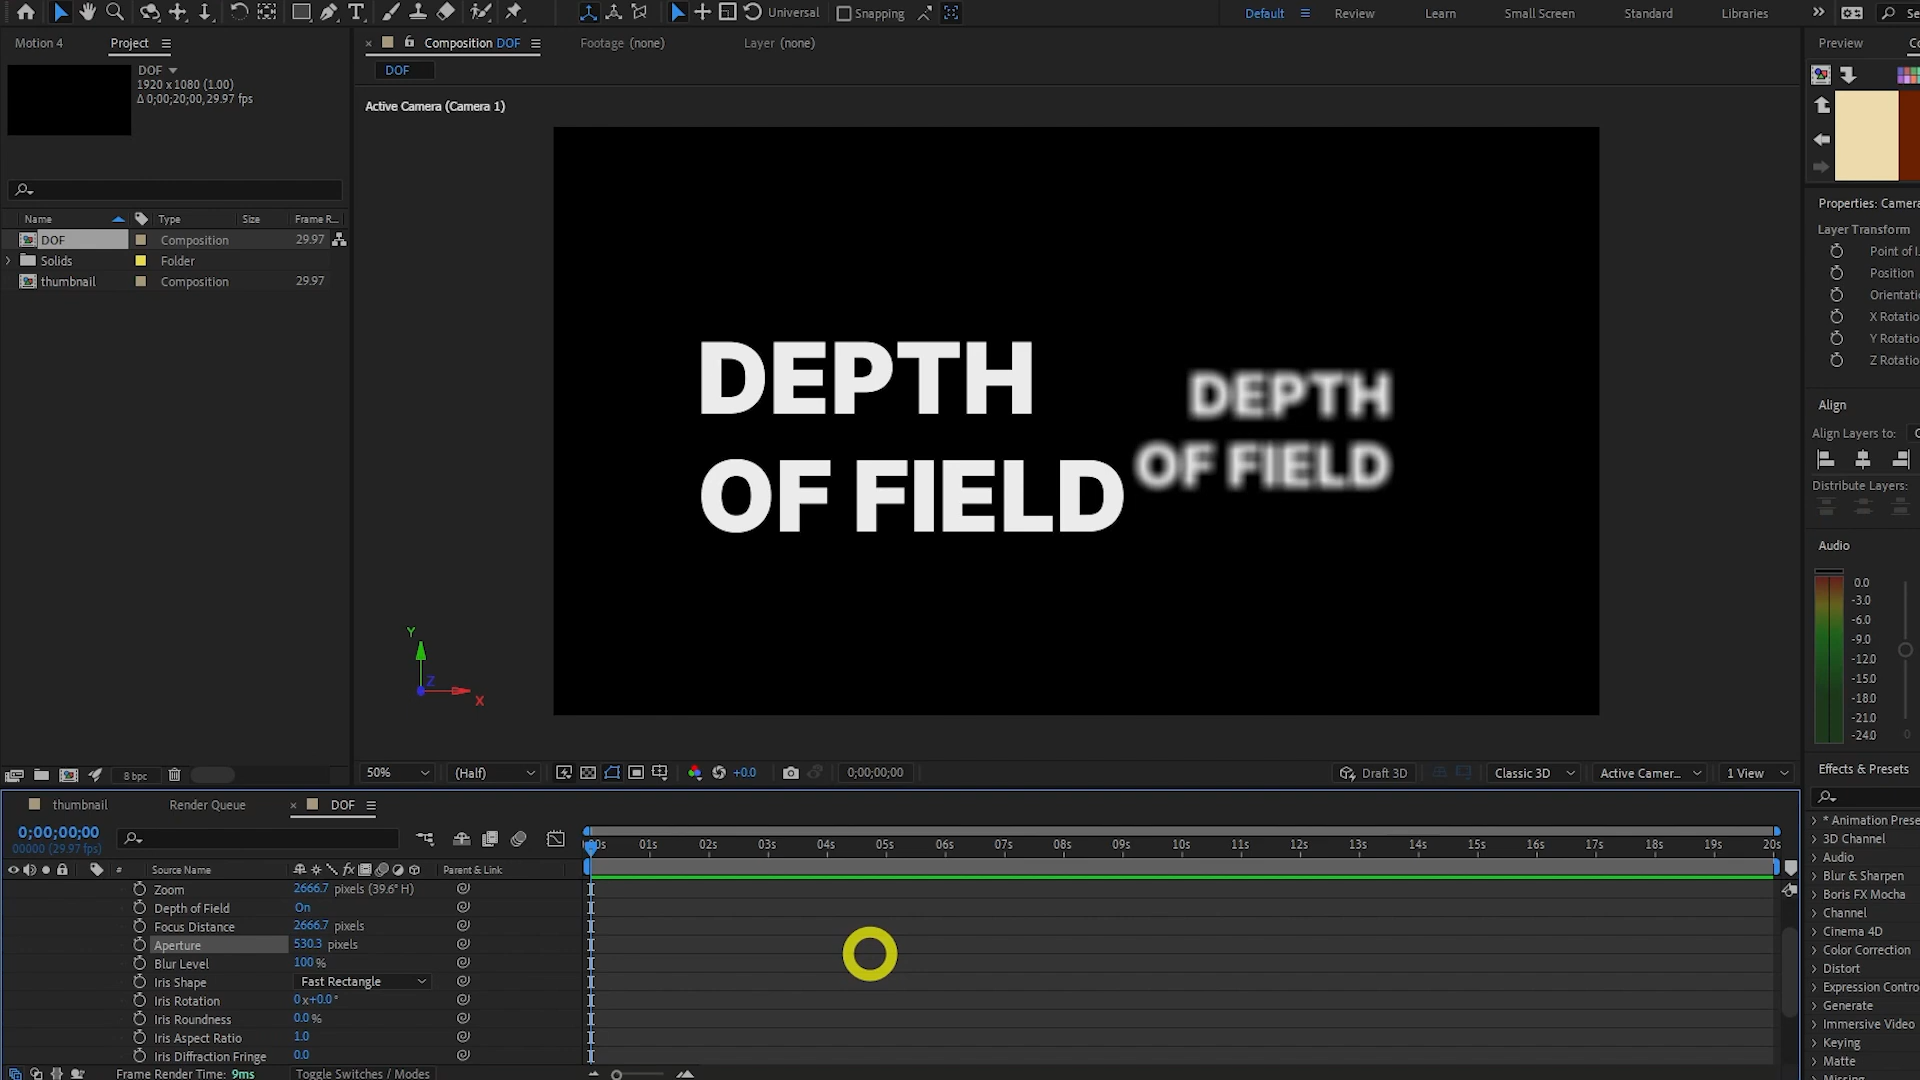 Universal
Snapping
Default
Review
Learn
Small Screen
Standard
Libraries
Se
Motion 4
Project
Composition DOF
Footage (none)
Layer (none)
Preview
Co
DOF
1920 x 1080 (1.00)
Δ 0;00;20;00, 29.97 fps
DOF
Active Camera (Camera 1)
Name
Type
Size
Frame R...
DOF
Composition
29.97
Solids
Folder
thumbnail
Composition
29.97
DEPTH
OF FIELD
DEPTH
OF FIELD
Y
Z
X
Properties: Camera
Layer Transform
Point of I
Position
Orientatio
X Rotatio
Y Rotatio
Z Rotatio
Align
Align Layers to:
Distribute Layers:
Audio
0.0
-3.0
-6.0
-9.0
-12.0
-15.0
-18.0
-21.0
-24.0
0
8 bpc
50%
(Half)
+0.0
0;00;00;00
Draft 3D
Classic 3D
Active Camer...
1 View
Effects & Presets
thumbnail
Render Queue
DOF
0;00;00;00
00000 (29.97 fps)
:00s 01s 02s 03s 04s 05s 06s 07s 08s 09s 10s 11s 12s 13s 14s 15s 16s 17s 18s 19s 20s
#
Source Name
fx
Parent & Link
Zoom
2666.7 pixels (39.6° H)
Depth of Field
On
Focus Distance
2666.7 pixels
Aperture
530.3 pixels
Blur Level
100 %
Iris Shape
Fast Rectangle
Iris Rotation
0x+0.0°
Iris Roundness
0.0 %
Iris Aspect Ratio
1.0
Iris Diffraction Fringe
0.0
Frame Render Time: 9ms
Toggle Switches / Modes
* Animation Prese
3D Channel
Audio
Blur & Sharpen
Boris FX Mocha
Channel
Cinema 4D
Color Correction
Distort
Expression Contro
Generate
Immersive Video
Keying
Matte